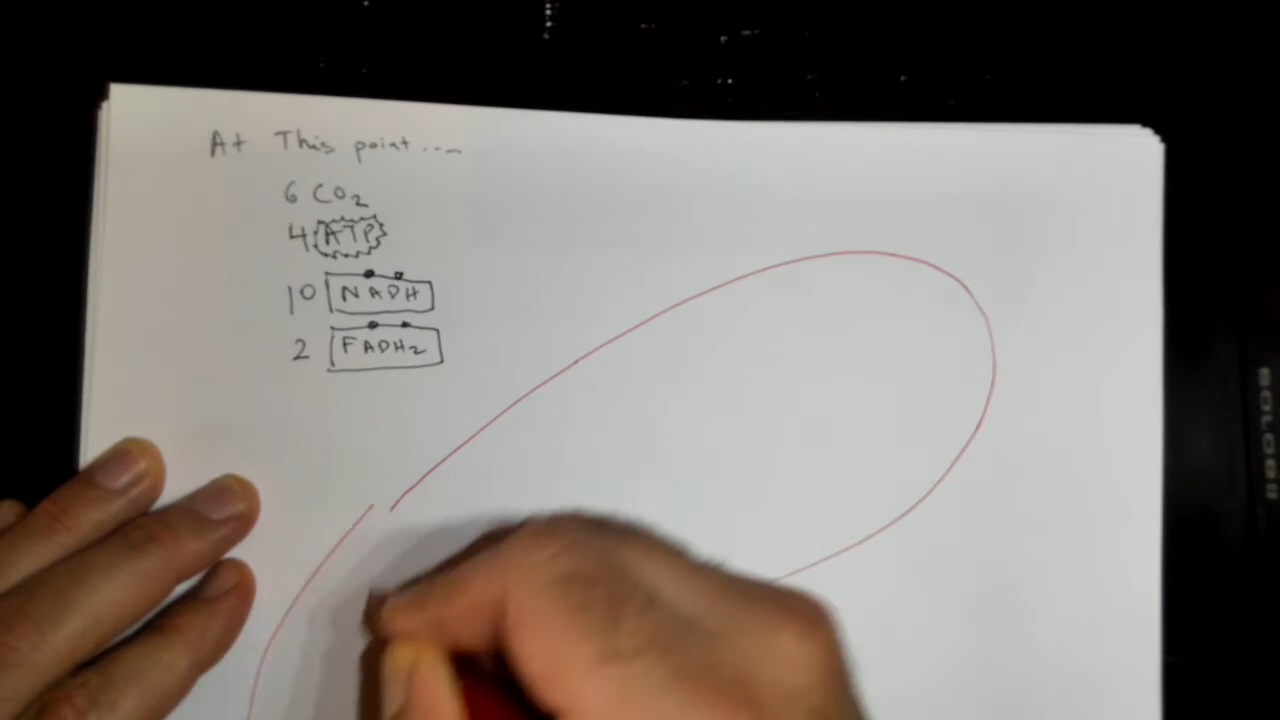 At This point....
6 CO2
4 ATP
10 NADH
2 FADH2